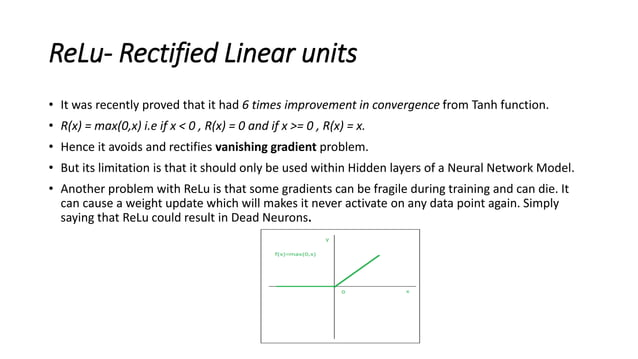 ReLu- Rectified Linear units
• It was recently proved that it had 6 times improvement in convergence from Tanh function.
• R(x) = max(0,x) i.e if x < 0 , R(x) = 0 and if x >= 0 , R(x) = x.
• Hence it avoids and rectifies vanishing gradient problem.
• But its limitation is that it should only be used within Hidden layers of a Neural Network Model.
• Another problem with ReLu is that some gradients can be fragile during training and can die. It
can cause a weight update which will makes it never activate on any data point again. Simply
saying that ReLu could result in Dead Neurons.
Y
f(x)=max(0,x)